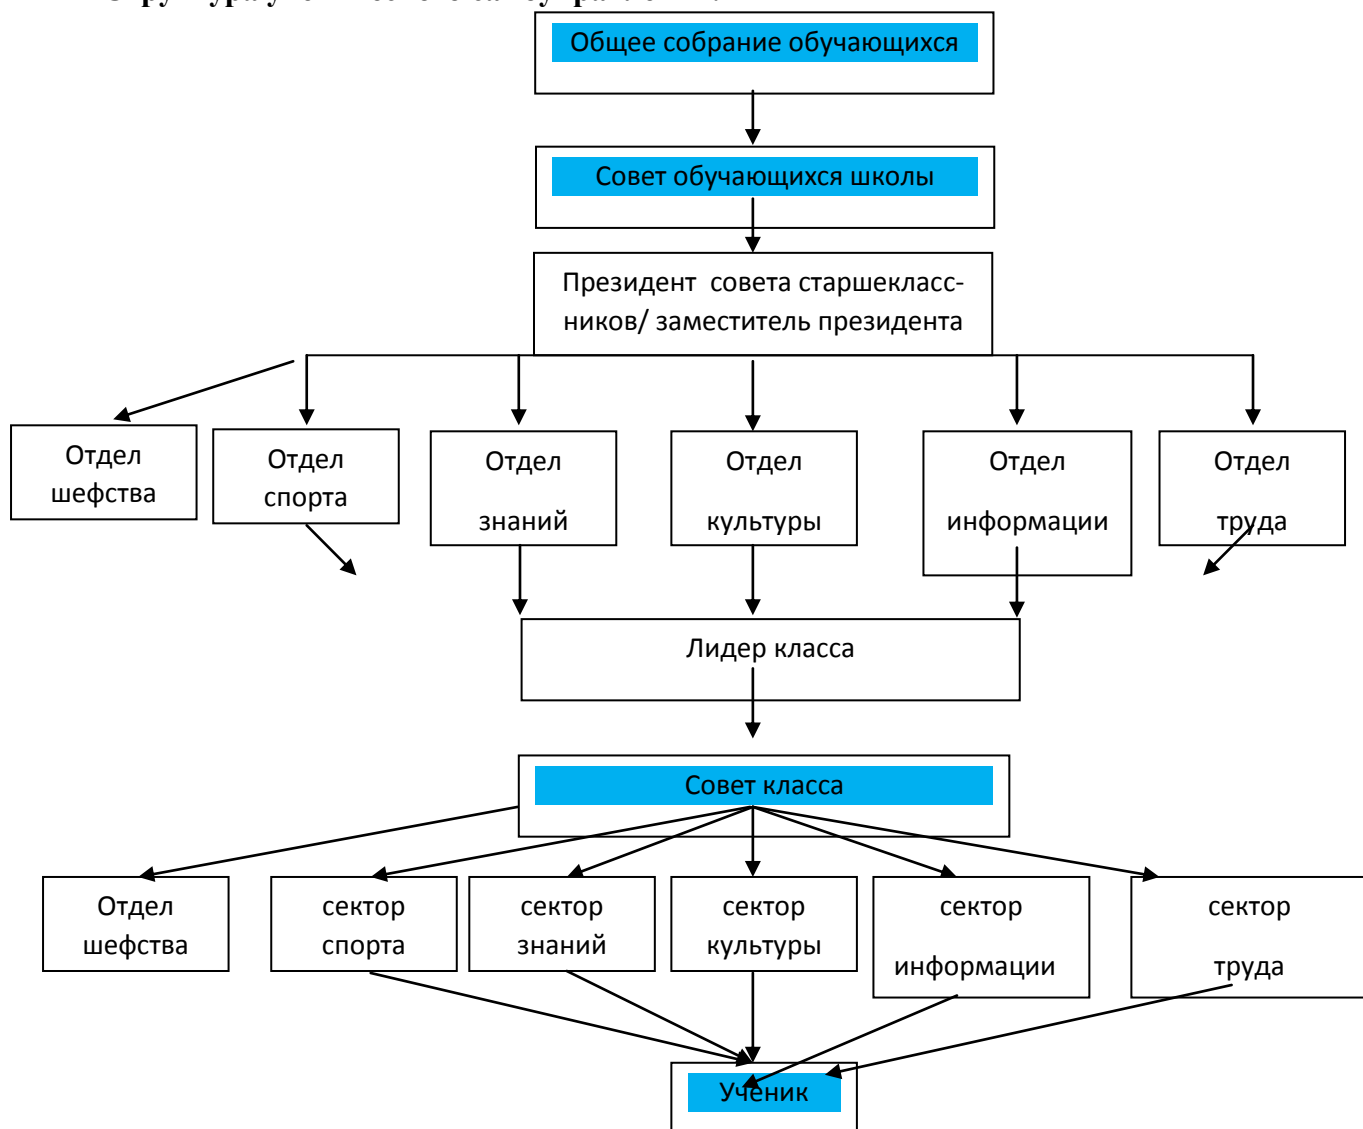 Общее собрание обучающихся
Совет обучающихся школы
Президент совета старшекласс-
ников/ заместитель президента
Отдел
шефства
Отдел
спорта
Отдел
знаний
Отдел
культуры
Отдел
информации
Отдел
труда
Лидер класса
Совет класса
Отдел
шефства
сектор
спорта
сектор
знаний
сектор
культуры
сектор
информации
сектор
труда
Ученик